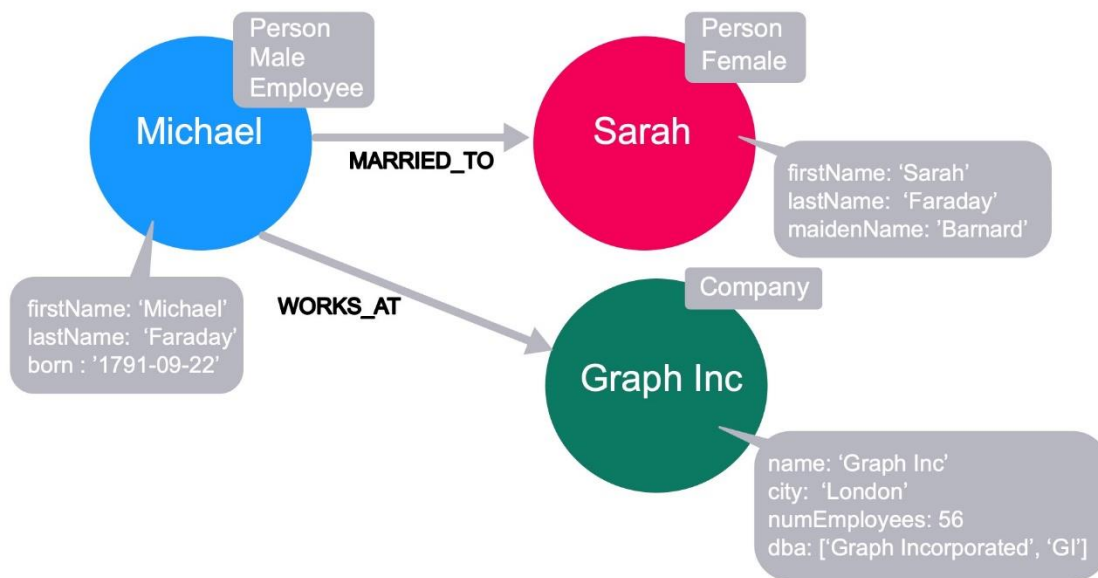 Person
Male
Employee
Michael
MARRIED_TO
Person
Female
Sarah
firstName: ‘Sarah’
lastName:  ‘Faraday’
maidenName: ’Barnard’
firstName: ‘Michael’
lastName:  ‘Faraday’
born : ’1791-09-22’
WORKS_AT
Company
Graph Inc
name: ‘Graph Inc’
city:  ‘London’
numEmployees: 56
dba: [‘Graph Incorporated’, ‘GI’]